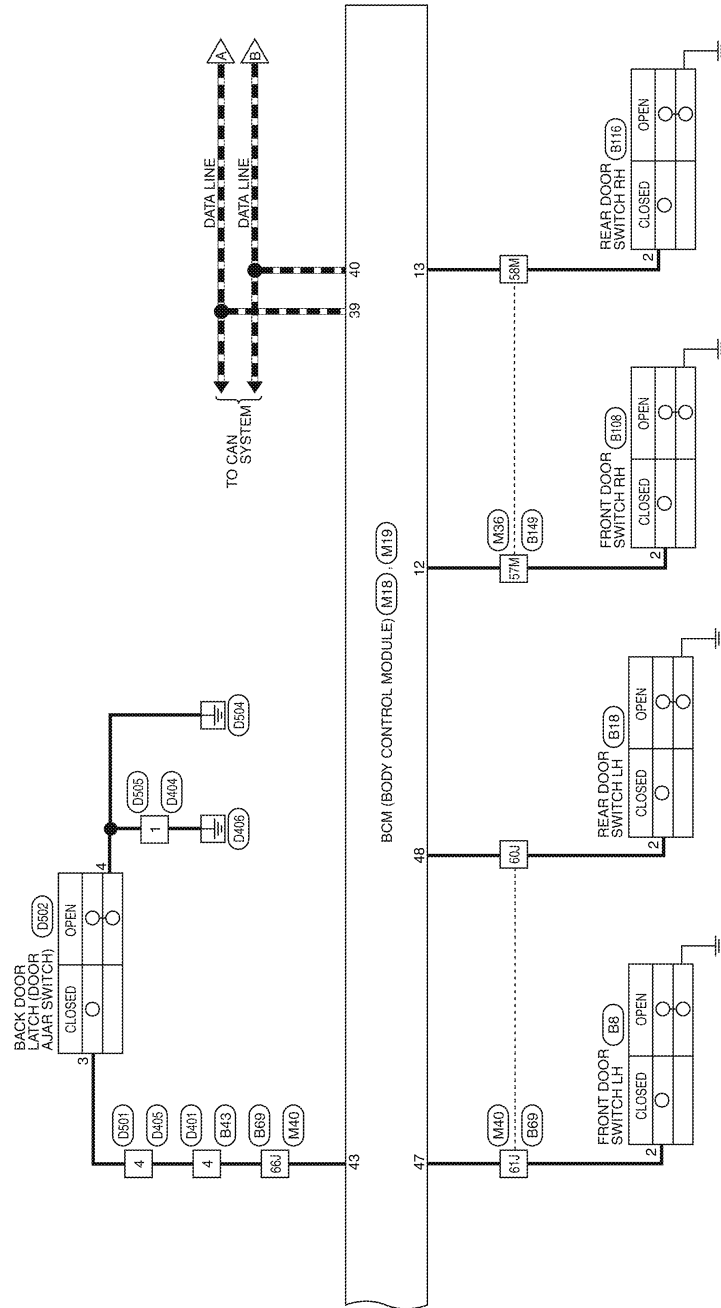 BACK DOOR
LATCH (DOOR
AJAR SWITCH)
D502
CLOSED
OPEN
3
4
D501
4
D405
D401
4
B43
B69
66J
M40
43
D505
1
D404
D406
D504
DATA LINE
A
DATA LINE
B
TO CAN
SYSTEM
39
40
BCM (BODY CONTROL MODULE) M18, M19
47
48
12
13
M40
61J
B69
60J
M36
57M
B149
58M
FRONT DOOR
SWITCH LH
B8
CLOSED
OPEN
2
REAR DOOR
SWITCH LH
B18
CLOSED
OPEN
2
FRONT DOOR
SWITCH RH
B108
CLOSED
OPEN
2
REAR DOOR
SWITCH RH
B116
CLOSED
OPEN
2